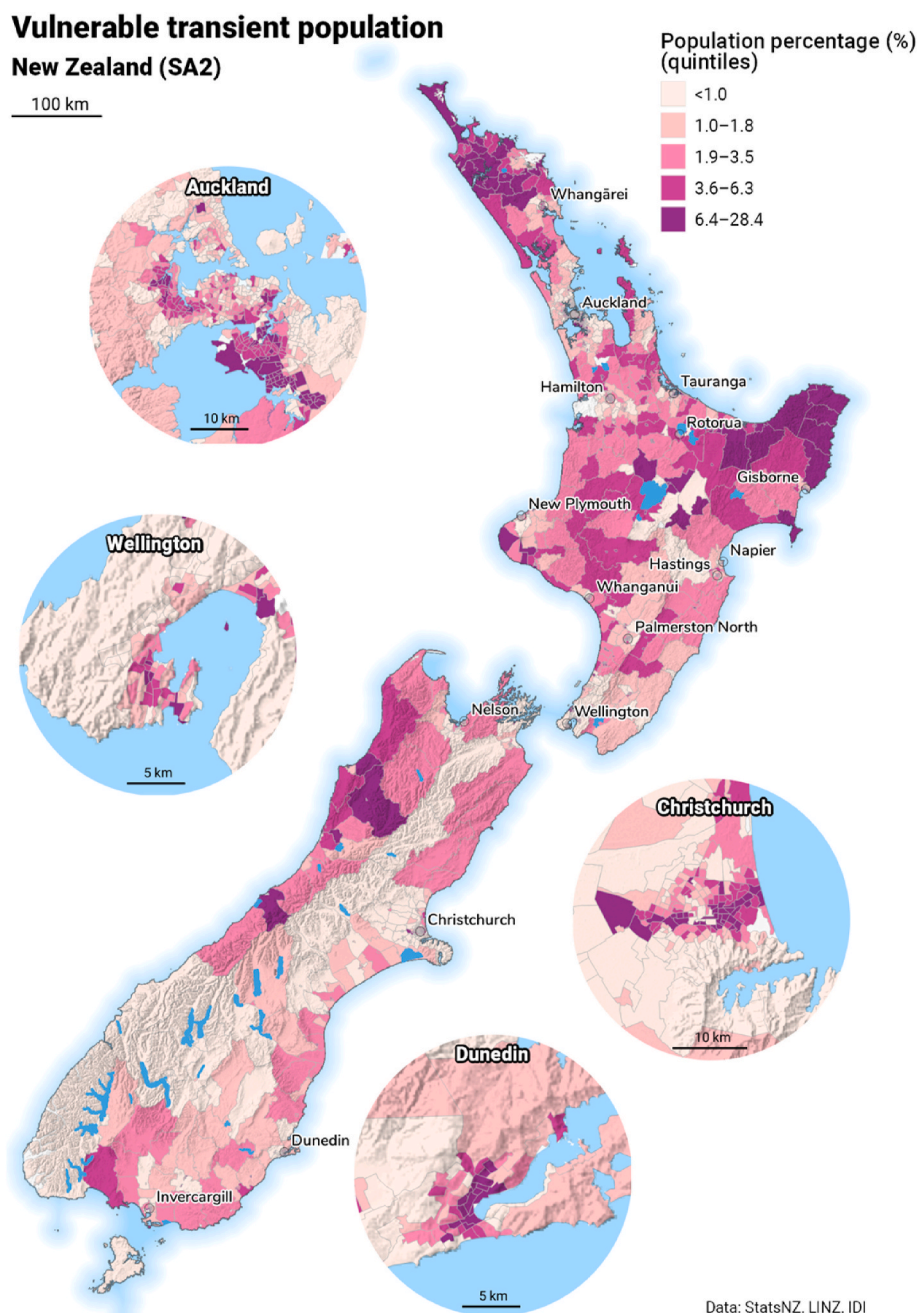 Vulnerable transient population
New Zealand (SA2)
100 km
Population percentage (%)
(quintiles)
<1.0
1.0–1.8
1.9–3.5
3.6–6.3
6.4–28.4
Auckland
10 km
Whangārei
Auckland
Hamilton
Tauranga
Rotorua
Gisborne
New Plymouth
Napier
Hastings
Whanganui
Palmerston North
Wellington
5 km
Nelson
Wellington
Christchurch
10 km
Christchurch
Dunedin
5 km
Dunedin
Invercargill
Data: StatsNZ, LINZ, IDI